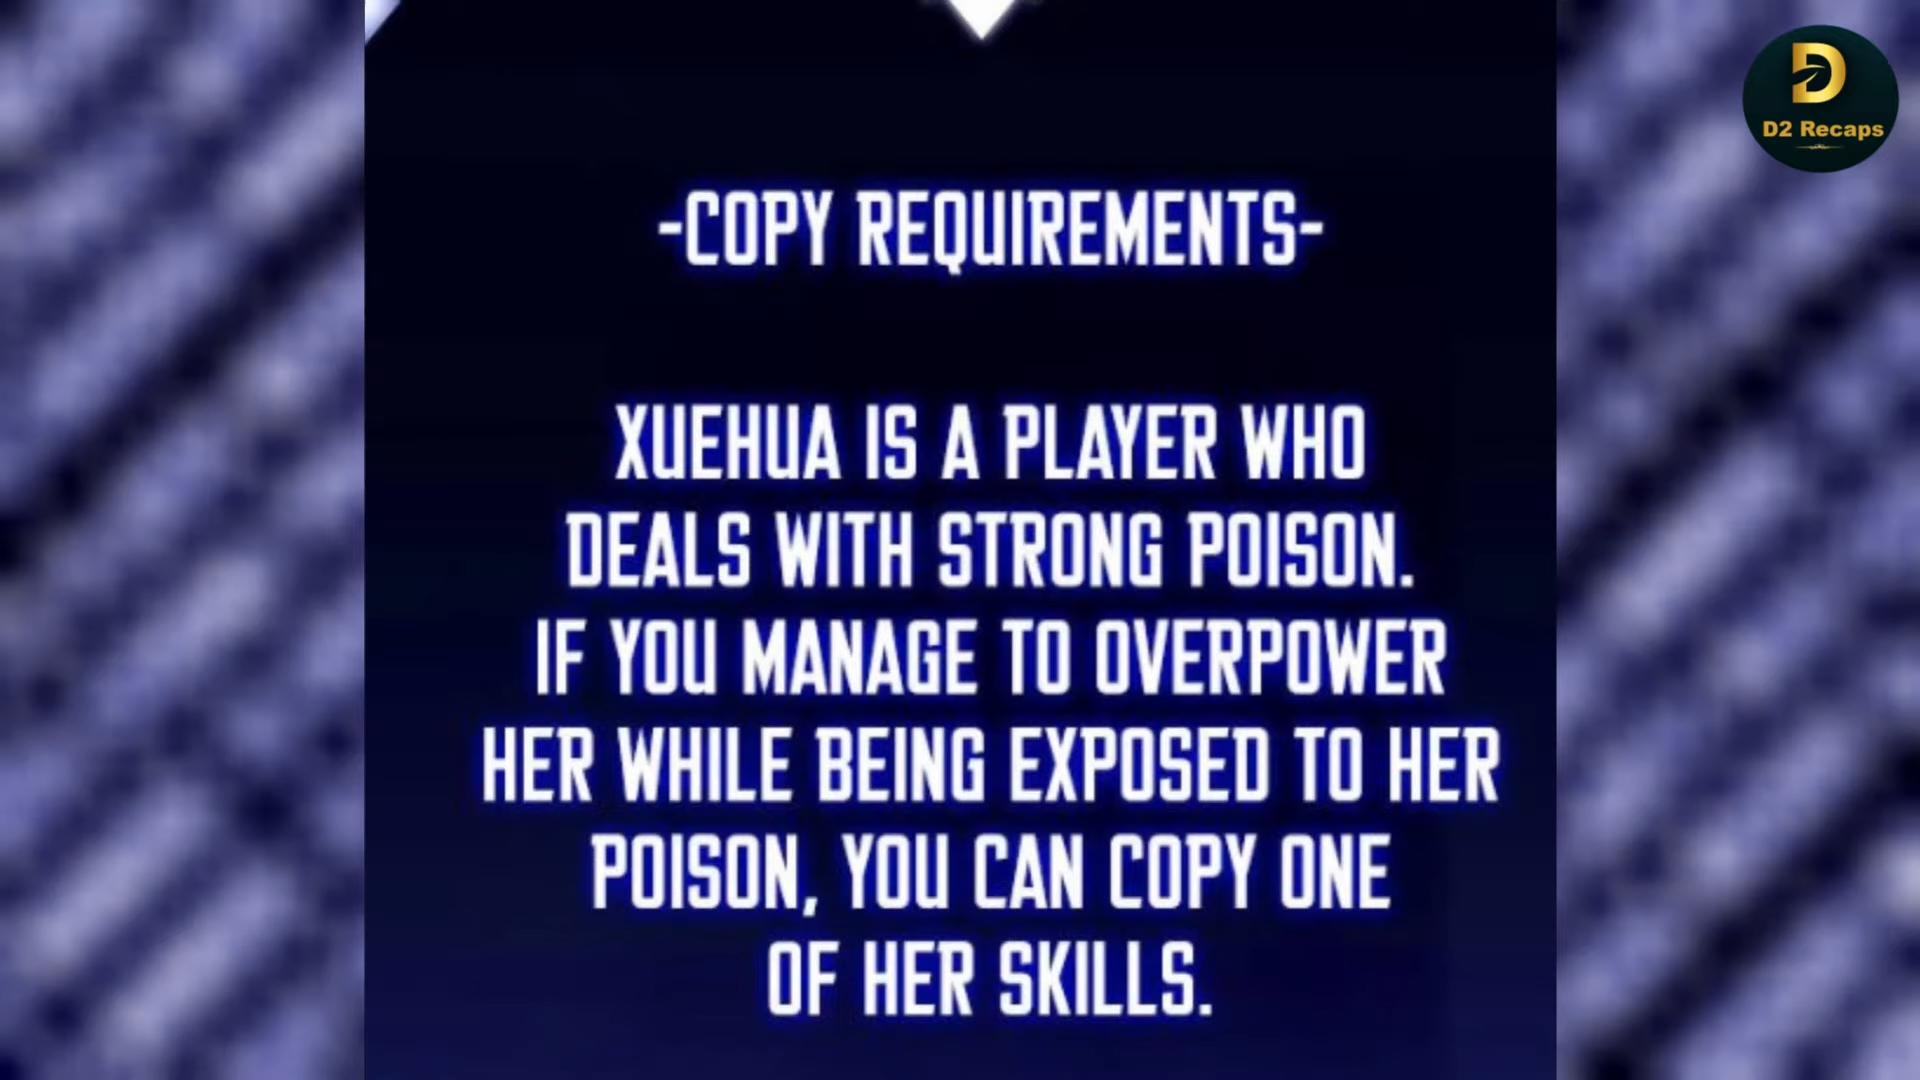 D2 Recaps
-COPY REQUIREMENTS-
XUEHUA IS A PLAYER WHO
DEALS WITH STRONG POISON.
IF YOU MANAGE TO OVERPOWER
HER WHILE BEING EXPOSED TO HER
POISON, YOU CAN COPY ONE
OF HER SKILLS.